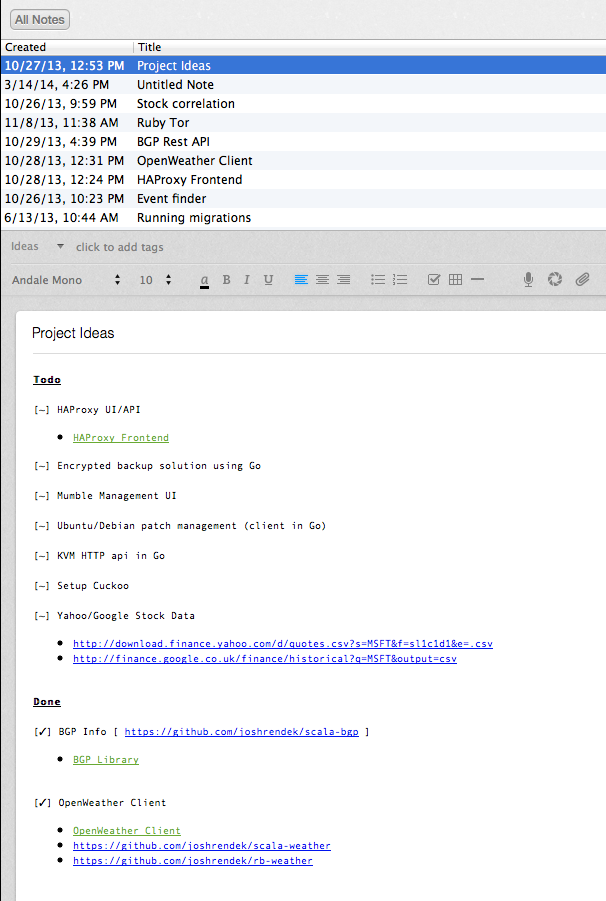 All Notes
Created Title
10/27/13, 12:53 PM Project Ideas
3/14/14, 4:26 PM Untitled Note
10/26/13, 9:59 PM Stock correlation
11/8/13, 11:38 AM Ruby Tor
10/29/13, 4:39 PM BGP Rest API
10/28/13, 12:31 PM OpenWeather Client
10/28/13, 12:24 PM HAProxy Frontend
10/26/13, 10:23 PM Event finder
6/13/13, 10:44 AM Running migrations
Ideas click to add tags
Andale Mono 10 a B I U
Project Ideas
Todo
[—] HAProxy UI/API
• HAProxy Frontend
[—] Encrypted backup solution using Go
[—] Mumble Management UI
[—] Ubuntu/Debian patch management (client in Go)
[—] KVM HTTP api in Go
[—] Setup Cuckoo
[—] Yahoo/Google Stock Data
• http://download.finance.yahoo.com/d/quotes.csv?s=MSFT&f=sl1c1d1&e=.csv
• http://finance.google.co.uk/finance/historical?q=MSFT&output=csv
Done
[✓] BGP Info [ https://github.com/joshrendek/scala-bgp ]
• BGP Library
[✓] OpenWeather Client
• OpenWeather Client
• https://github.com/joshrendek/scala-weather
• https://github.com/joshrendek/rb-weather